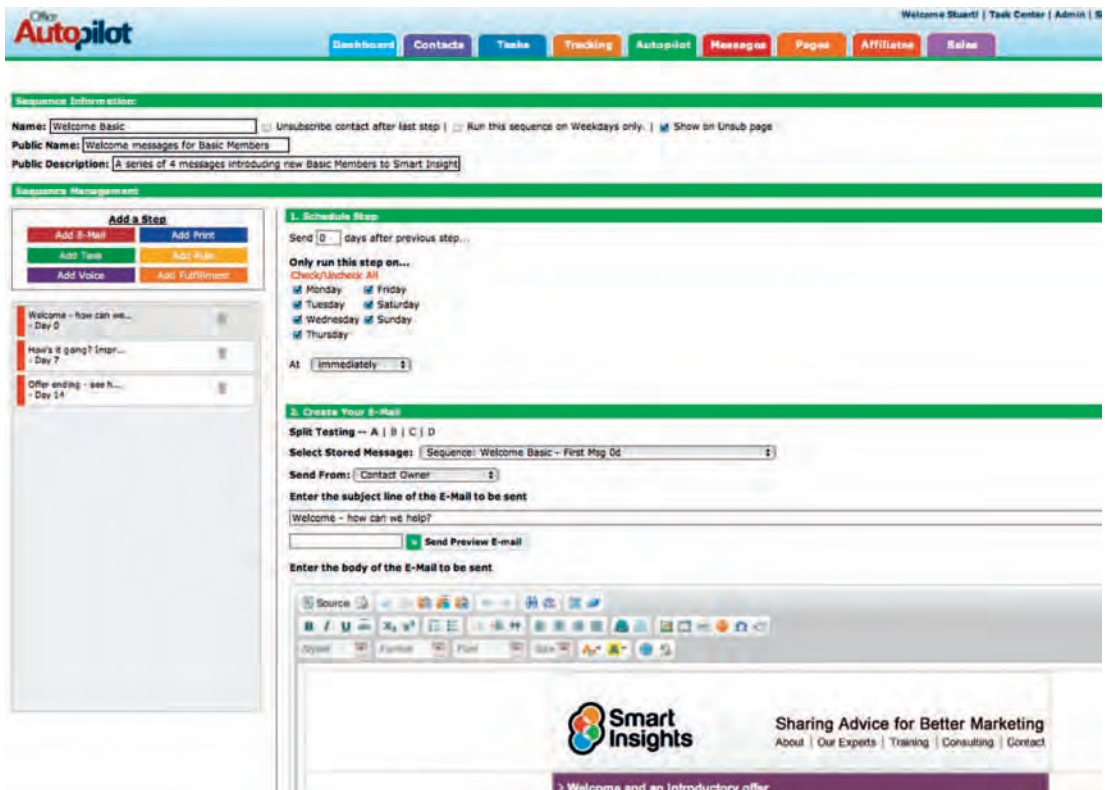 Office
Autopilot
Welcome Stuart! | Task Center | Admin | S
Dashboard Contacts Tasks Tracking Autopilot Messages Pages Affiliates Sales
Sequence Information:
Name: Welcome Basic Unsubscribe contact after last step | Run this sequence on Weekdays only. | Show on Unsub page
Public Name: Welcome messages for Basic Members
Public Description: A series of 4 messages introducing new Basic Members to Smart Insight
Sequence Management
Add a Step
Add E-Mail Add Print
Add Task Add Rule
Add Voice Add Fulfillment
Welcome - how can we...
- Day 0
How's it going? Impr...
- Day 7
Offer ending - see h...
- Day 14
1. Schedule Step
Send 0 days after previous step...
Only run this step on...
Check/Uncheck All
Monday Friday
Tuesday Saturday
Wednesday Sunday
Thursday
At immediately
2. Create Your E-Mail
Split Testing -- A | B | C | D
Select Stored Message: Sequence: Welcome Basic - First Msg 0d
Send From: Contact Owner
Enter the subject line of the E-Mail to be sent
Welcome - how can we help?
Send Preview E-mail
Enter the body of the E-Mail to be sent
Source
B I U
Styles Format Font Size
Smart
Insights
Sharing Advice for Better Marketing
About | Our Experts | Training | Consulting | Contact
> Welcome and an introductory offer